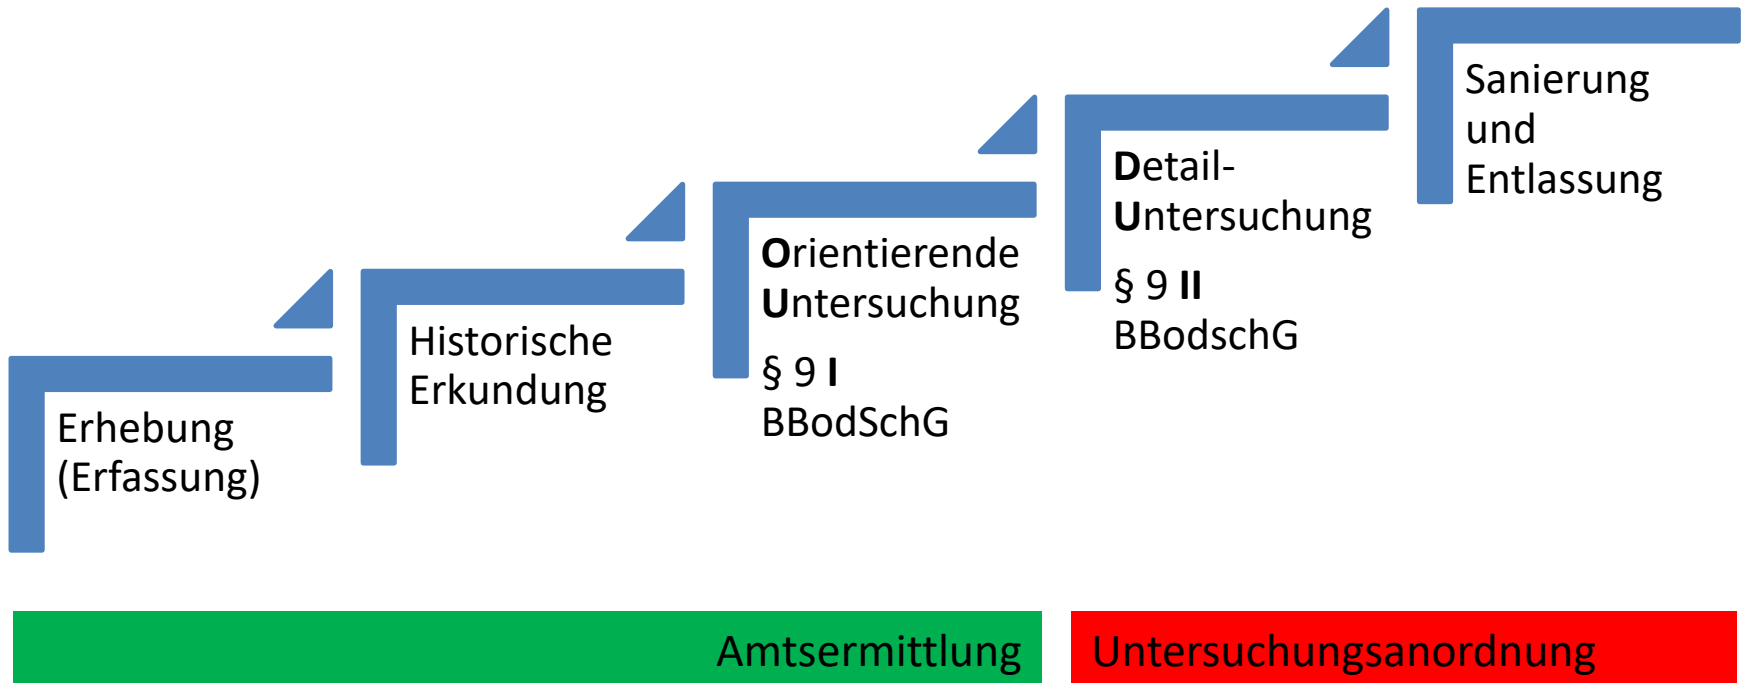 Erhebung
(Erfassung)
Historische
Erkundung
Orientierende
Untersuchung
§ 9 I
BBodSchG
Detail-
Untersuchung
§ 9 II
BBodschG
Sanierung
und
Entlassung
Amtsermittlung
Untersuchungsanordnung